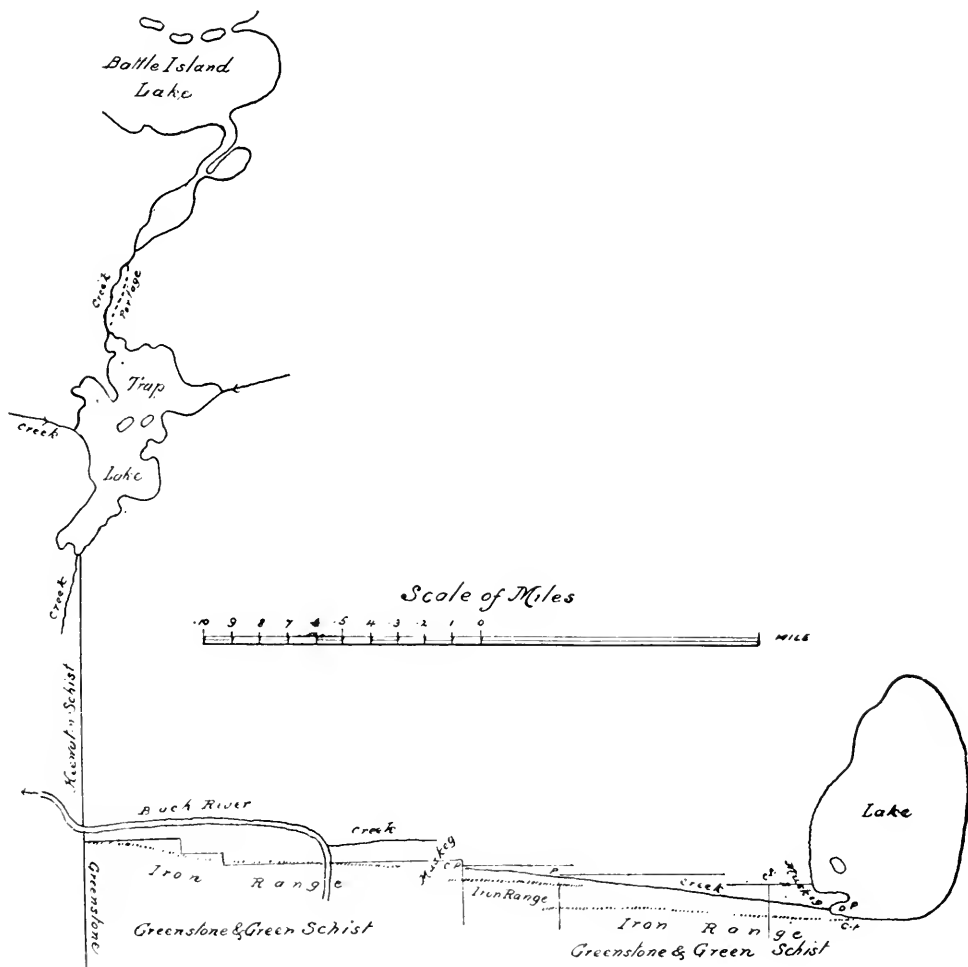 Battle Island
Lake
Creek
Portage
Trap
Creek
Lake
Creek
Scale of Miles
.10 9 8 7 .6 .5 4 .3 .2 1 0
MILE
Keewatin Schist
Buck River
Creek
Lake
Muskeg
C P
Iron Range
P
Iron Range
Creek
Muskeg
P
Greenstone
Iron Range
Greenstone & Green Schist
Greenstone & Green Schist